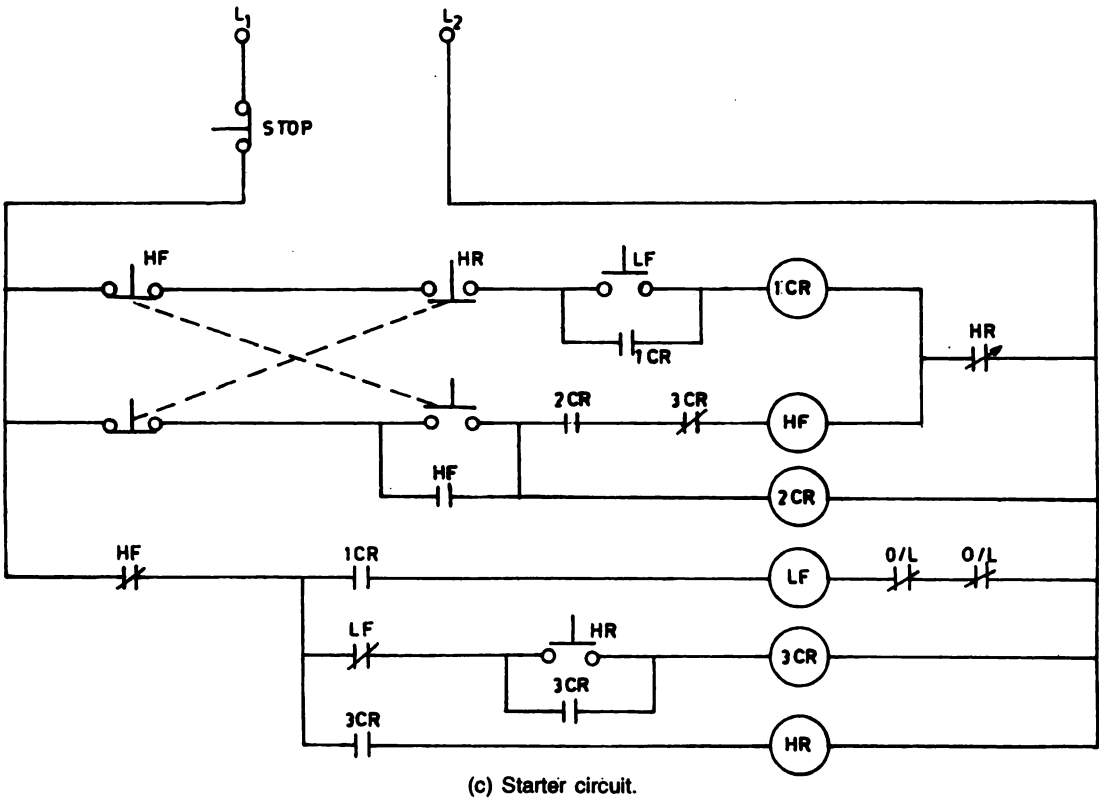 L1 L2
STOP
HF HR LF
1CR
1CR
HR
2CR 3CR
HF
HF
2CR
HF 1CR O/L O/L
LF
LF HR
3CR
3CR
3CR
HR
(c) Starter circuit.